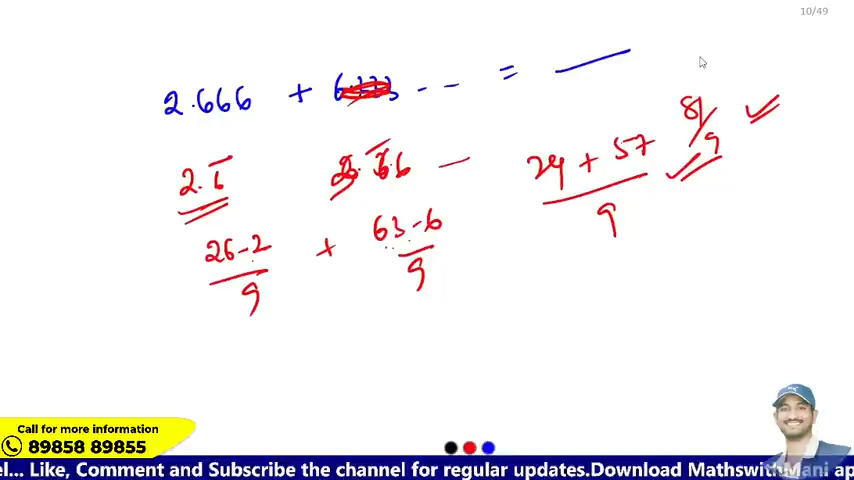 10/49
2.666 + 6.333 - - =
2.6 2.66 - 24 + 57 81
9 9
26-2 + 63-6
9 9
Call for more information
89858 89855
el... Like, Comment and Subscribe the channel for regular updates.Download MathswithMani ap